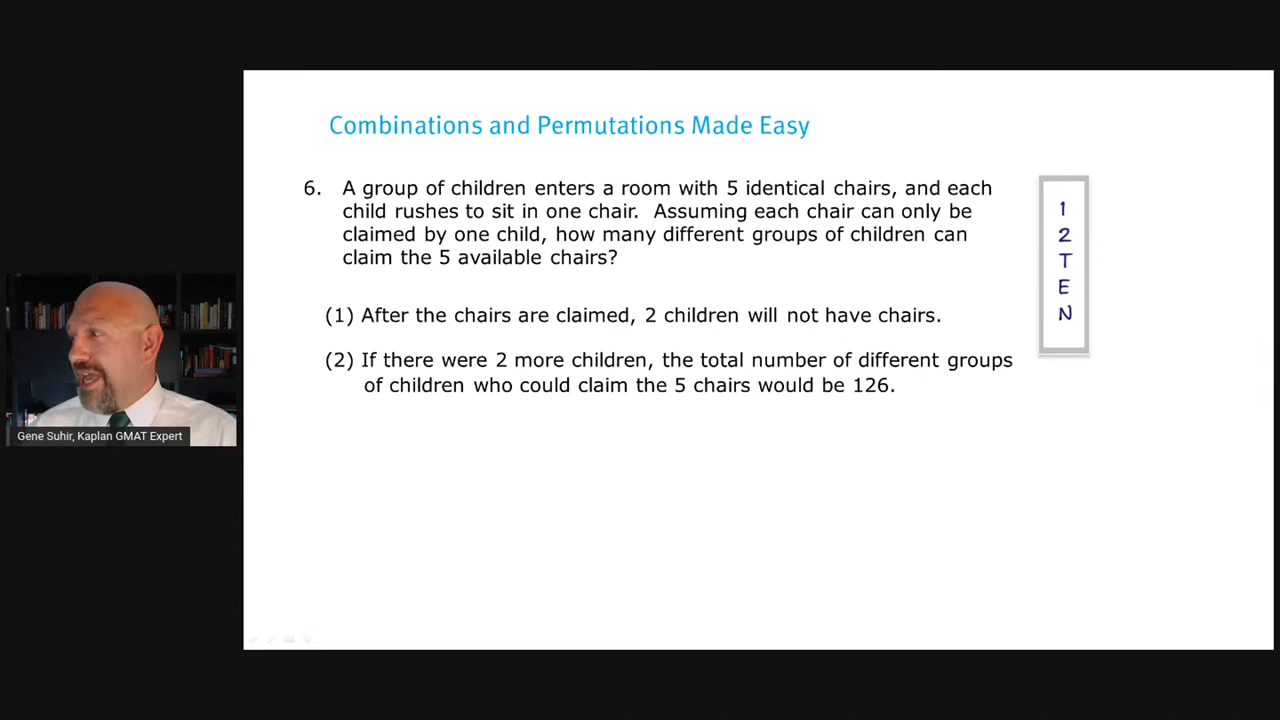 Combinations and Permutations Made Easy
6. A group of children enters a room with 5 identical chairs, and each
child rushes to sit in one chair. Assuming each chair can only be
claimed by one child, how many different groups of children can
claim the 5 available chairs?
(1) After the chairs are claimed, 2 children will not have chairs.
(2) If there were 2 more children, the total number of different groups
of children who could claim the 5 chairs would be 126.
1
2
T
E
N
Gene Suhir, Kaplan GMAT Expert